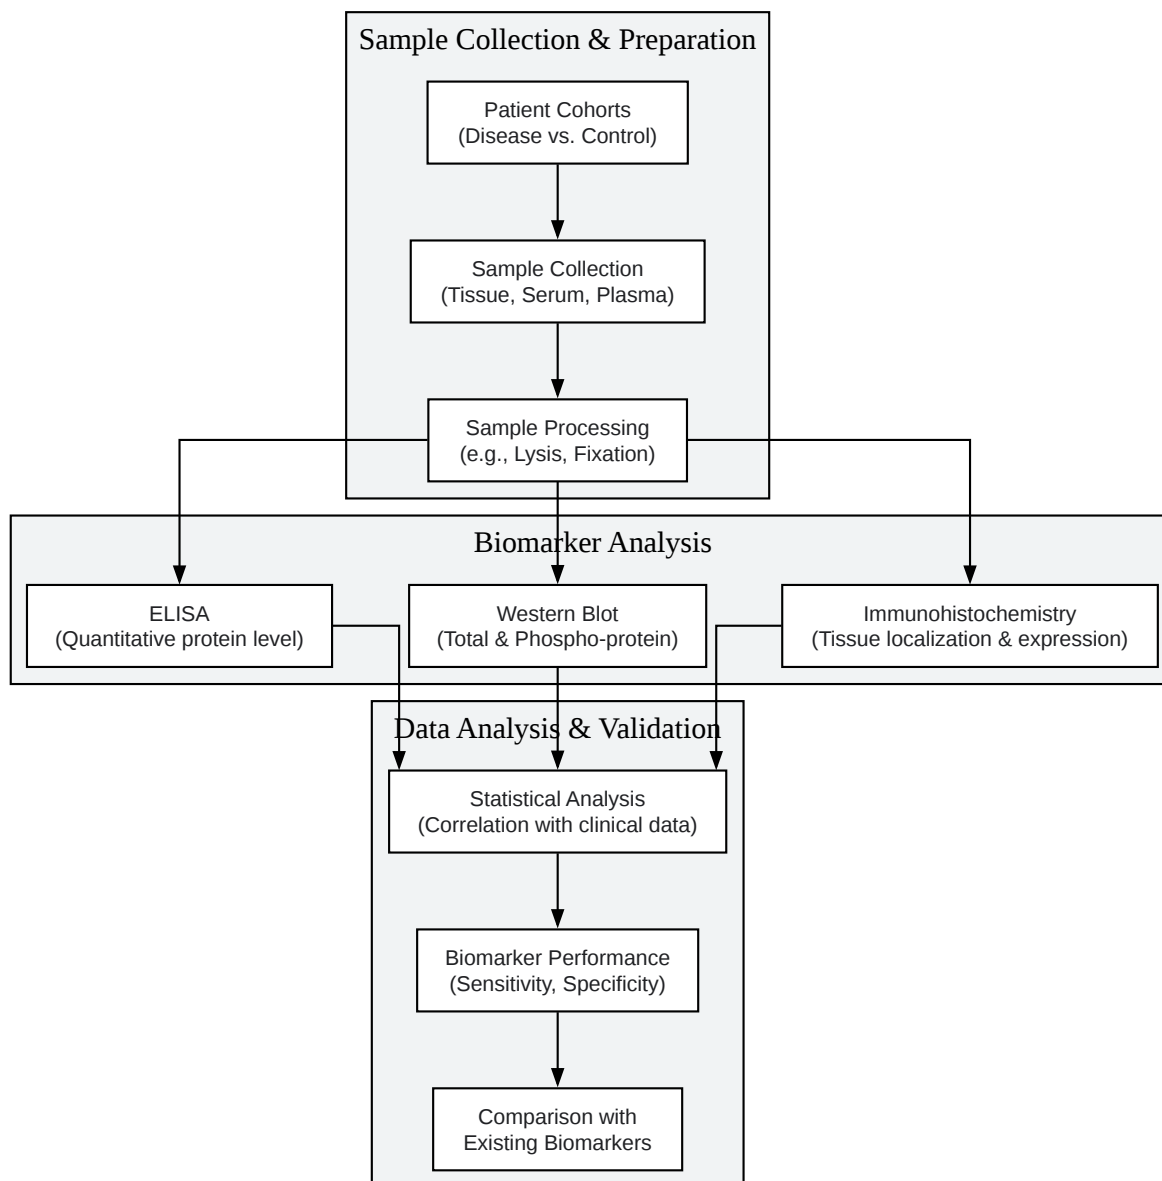 Sample Collection & Preparation
Patient Cohorts
(Disease vs. Control)
Sample Collection
(Tissue, Serum, Plasma)
Sample Processing
(e.g., Lysis, Fixation)
Biomarker Analysis
ELISA
(Quantitative protein level)
Western Blot
(Total & Phospho-protein)
Immunohistochemistry
(Tissue localization & expression)
Data Analysis & Validation
Statistical Analysis
(Correlation with clinical data)
Biomarker Performance
(Sensitivity, Specificity)
Comparison with
Existing Biomarkers